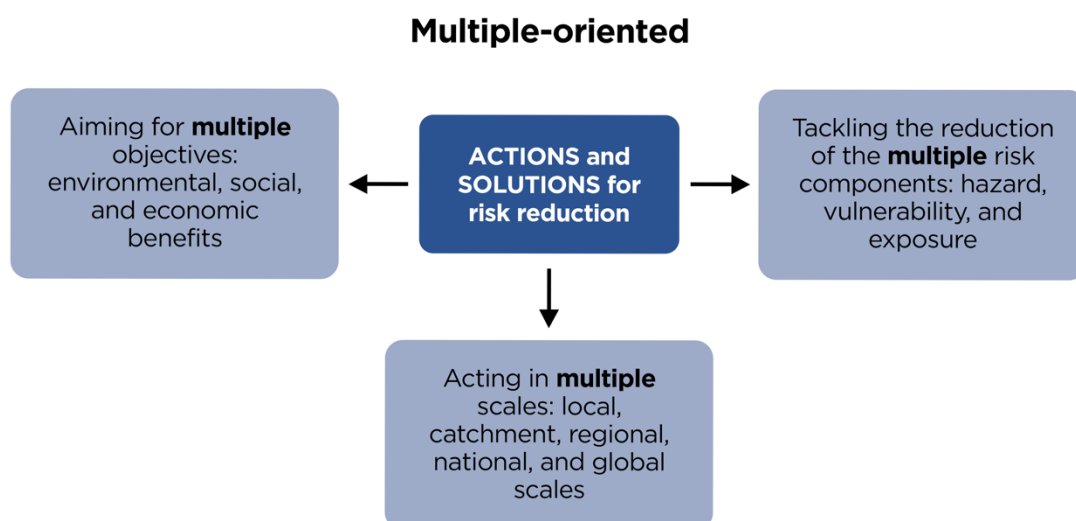 Multiple-oriented
Aiming for multiple
objectives:
environmental, social,
and economic
benefits
ACTIONS and
SOLUTIONS for
risk reduction
Tackling the reduction
of the multiple risk
components: hazard,
vulnerability, and
exposure
Acting in multiple
scales: local,
catchment, regional,
national, and global
scales